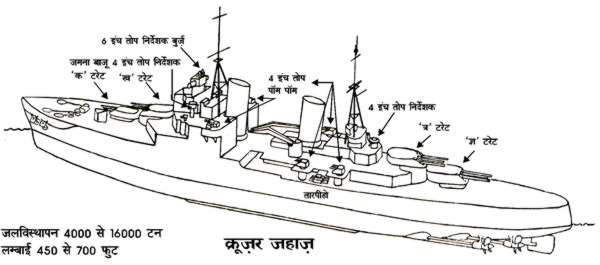 6 इंच तोप निर्देशक बुर्ज़
जमना बाजू 4 इंच तोप निर्देशक
'क' टरेट
'ख' टरेट
4 इंच तोप
पॉम पॉम
4 इंच तोप निर्देशक
'त्र' टरेट
'ज्ञ' टरेट
तारपीडो
जलविस्थापन 4000 से 16000 टन
लम्बाई 450 से 700 फुट
क्रूज़र जहाज़